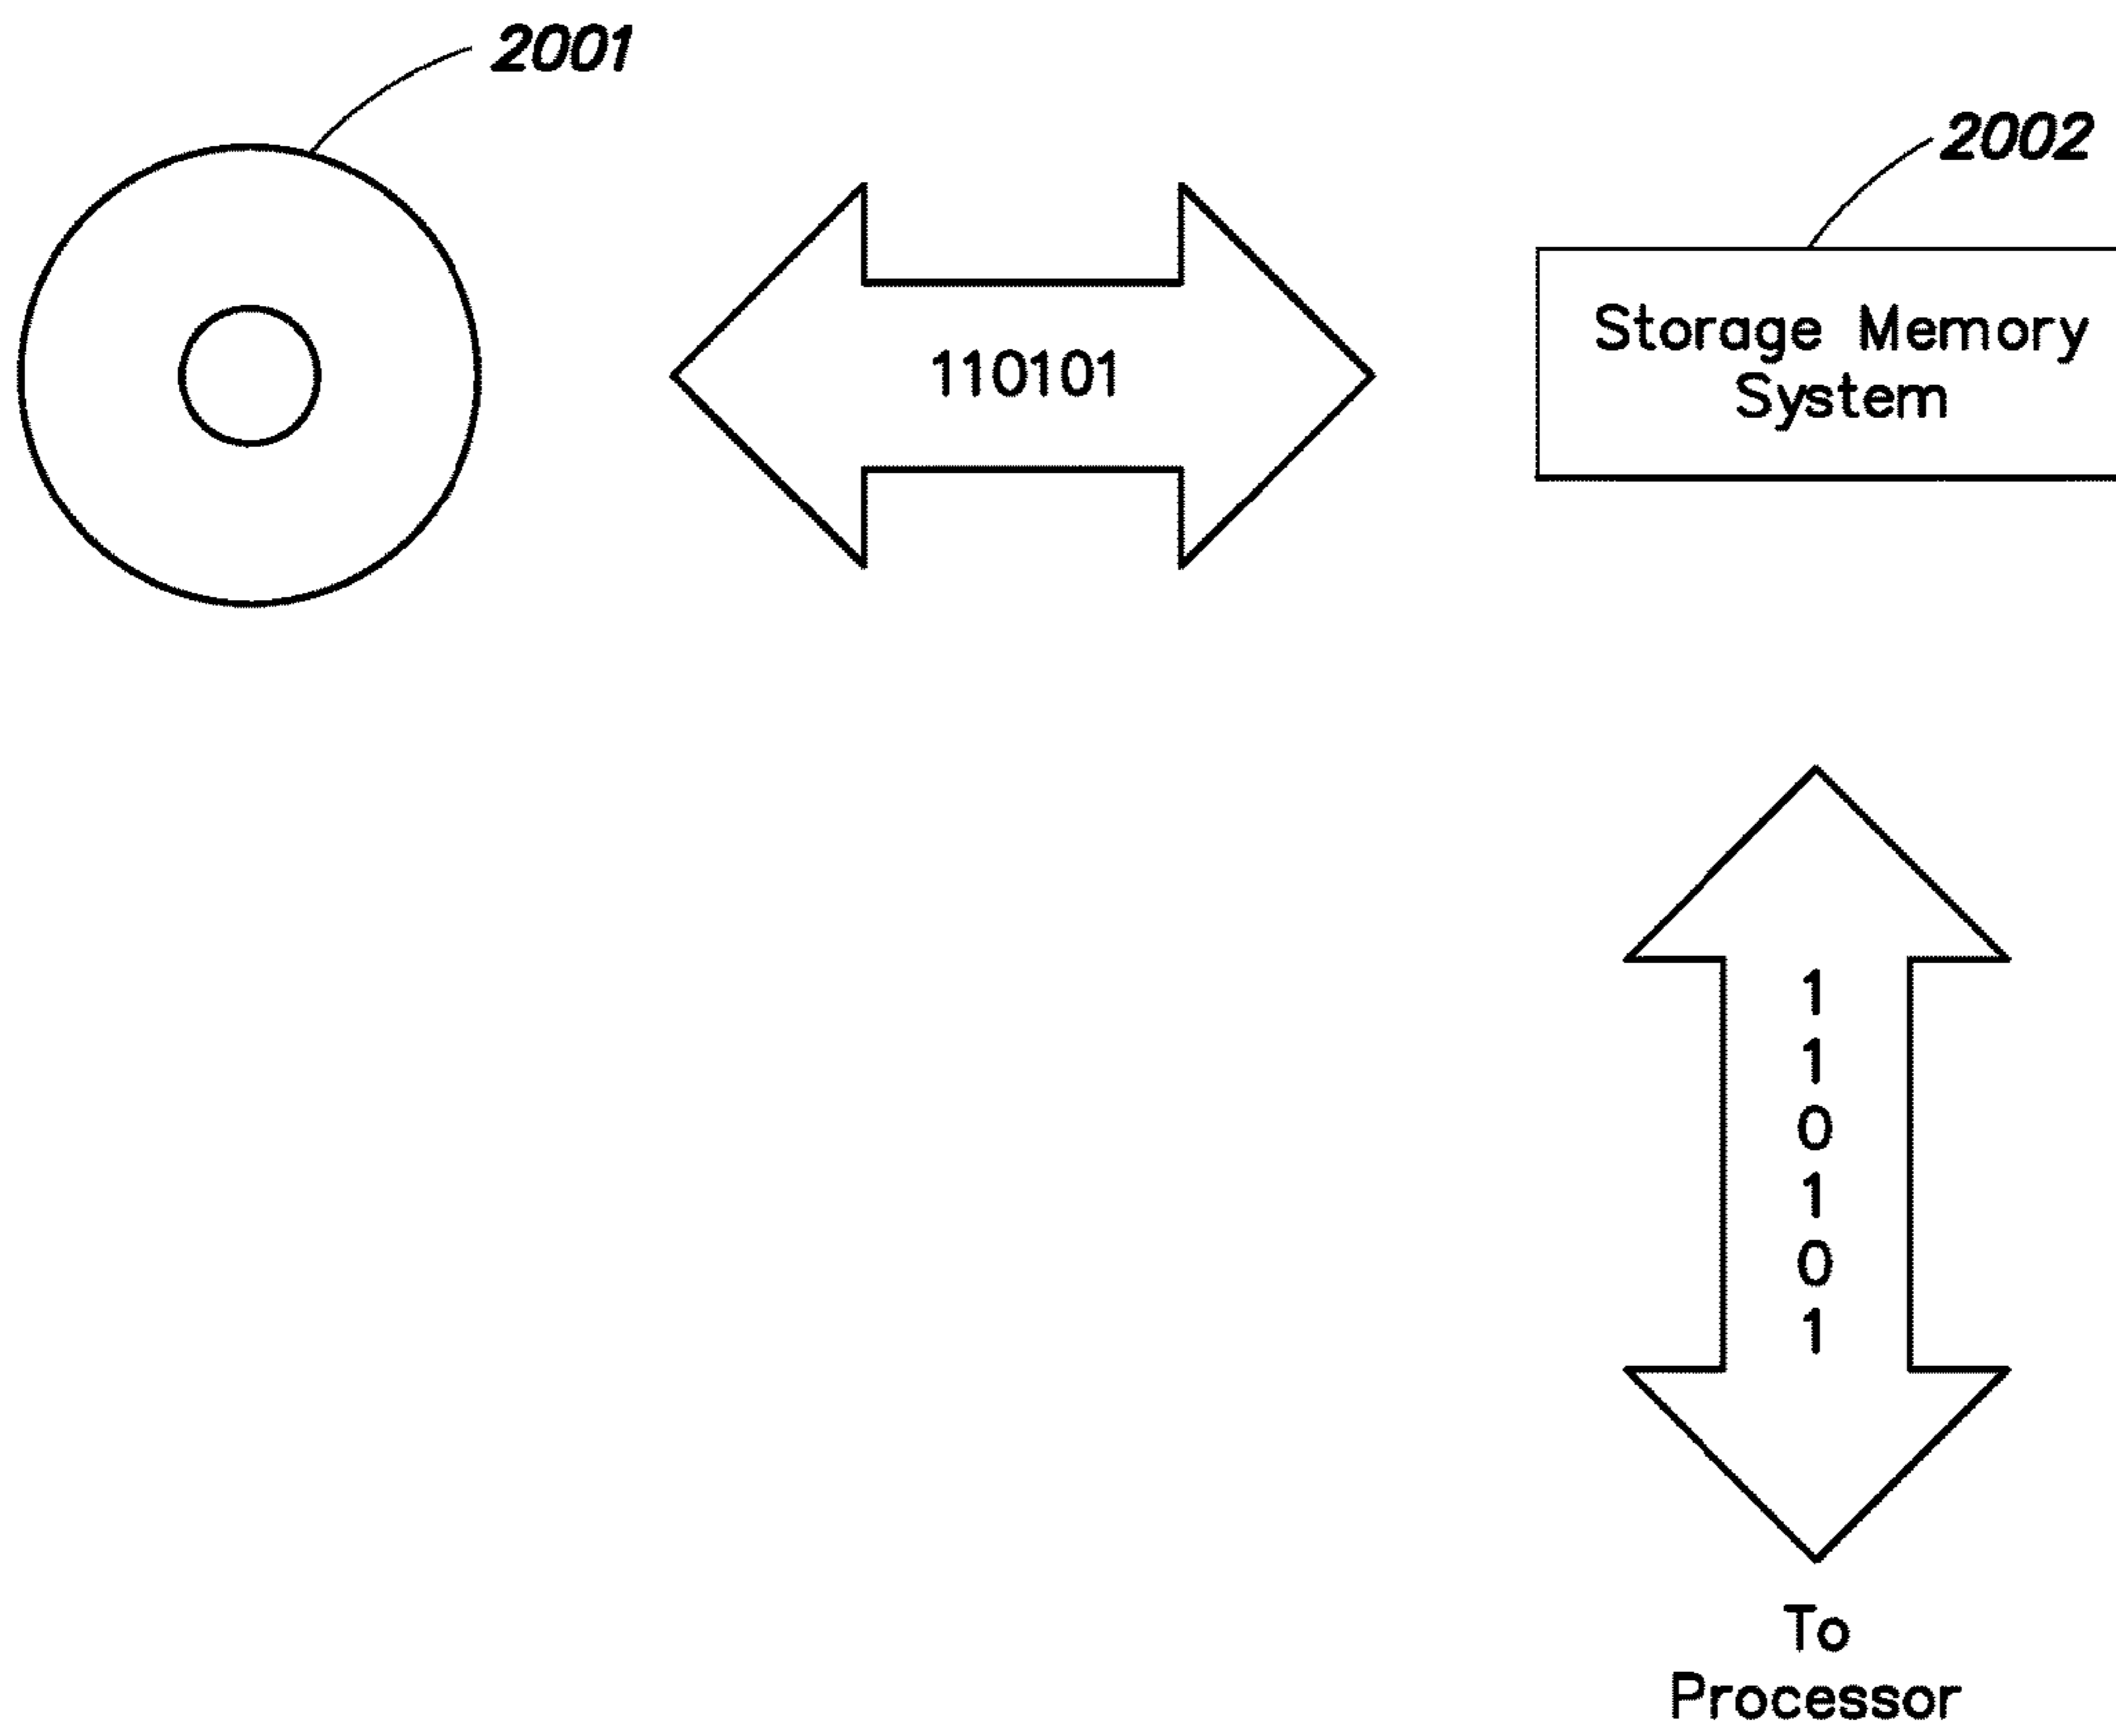 2001
2002
Storage Memory
System
110101
1
1
0
1
0
1
To
Processor